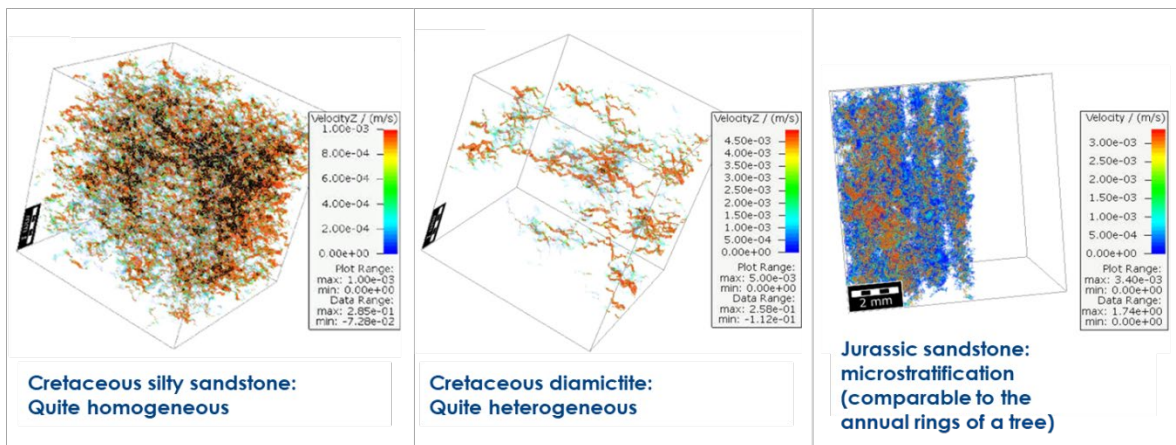 VelocityZ / (m/s)
1.00e-03
8.00e-04
6.00e-04
4.00e-04
2.00e-04
0.00e+00
Plot Range:
max: 1.00e-03
min: 0.00e+00
Data Range:
max: 2.85e-01
min: -7.28e-02
Cretaceous silty sandstone:
Quite homogeneous
VelocityZ / (m/s)
4.50e-03
4.00e-03
3.50e-03
3.00e-03
2.50e-03
2.00e-03
1.50e-03
1.00e-03
5.00e-04
0.00e+00
Plot Range:
max: 5.00e-03
min: 0.00e+00
Data Range:
max: 2.58e-01
min: -1.12e-01
Cretaceous diamictite:
Quite heterogeneous
Velocity / (m/s)
3.00e-03
2.50e-03
2.00e-03
1.50e-03
1.00e-03
5.00e-04
0.00e+00
Plot Range:
max: 3.40e-03
min: 0.00e+00
Data Range:
max: 1.74e+00
min: 0.00e+00
2 mm
Jurassic sandstone:
microstratification
(comparable to the
annual rings of a tree)